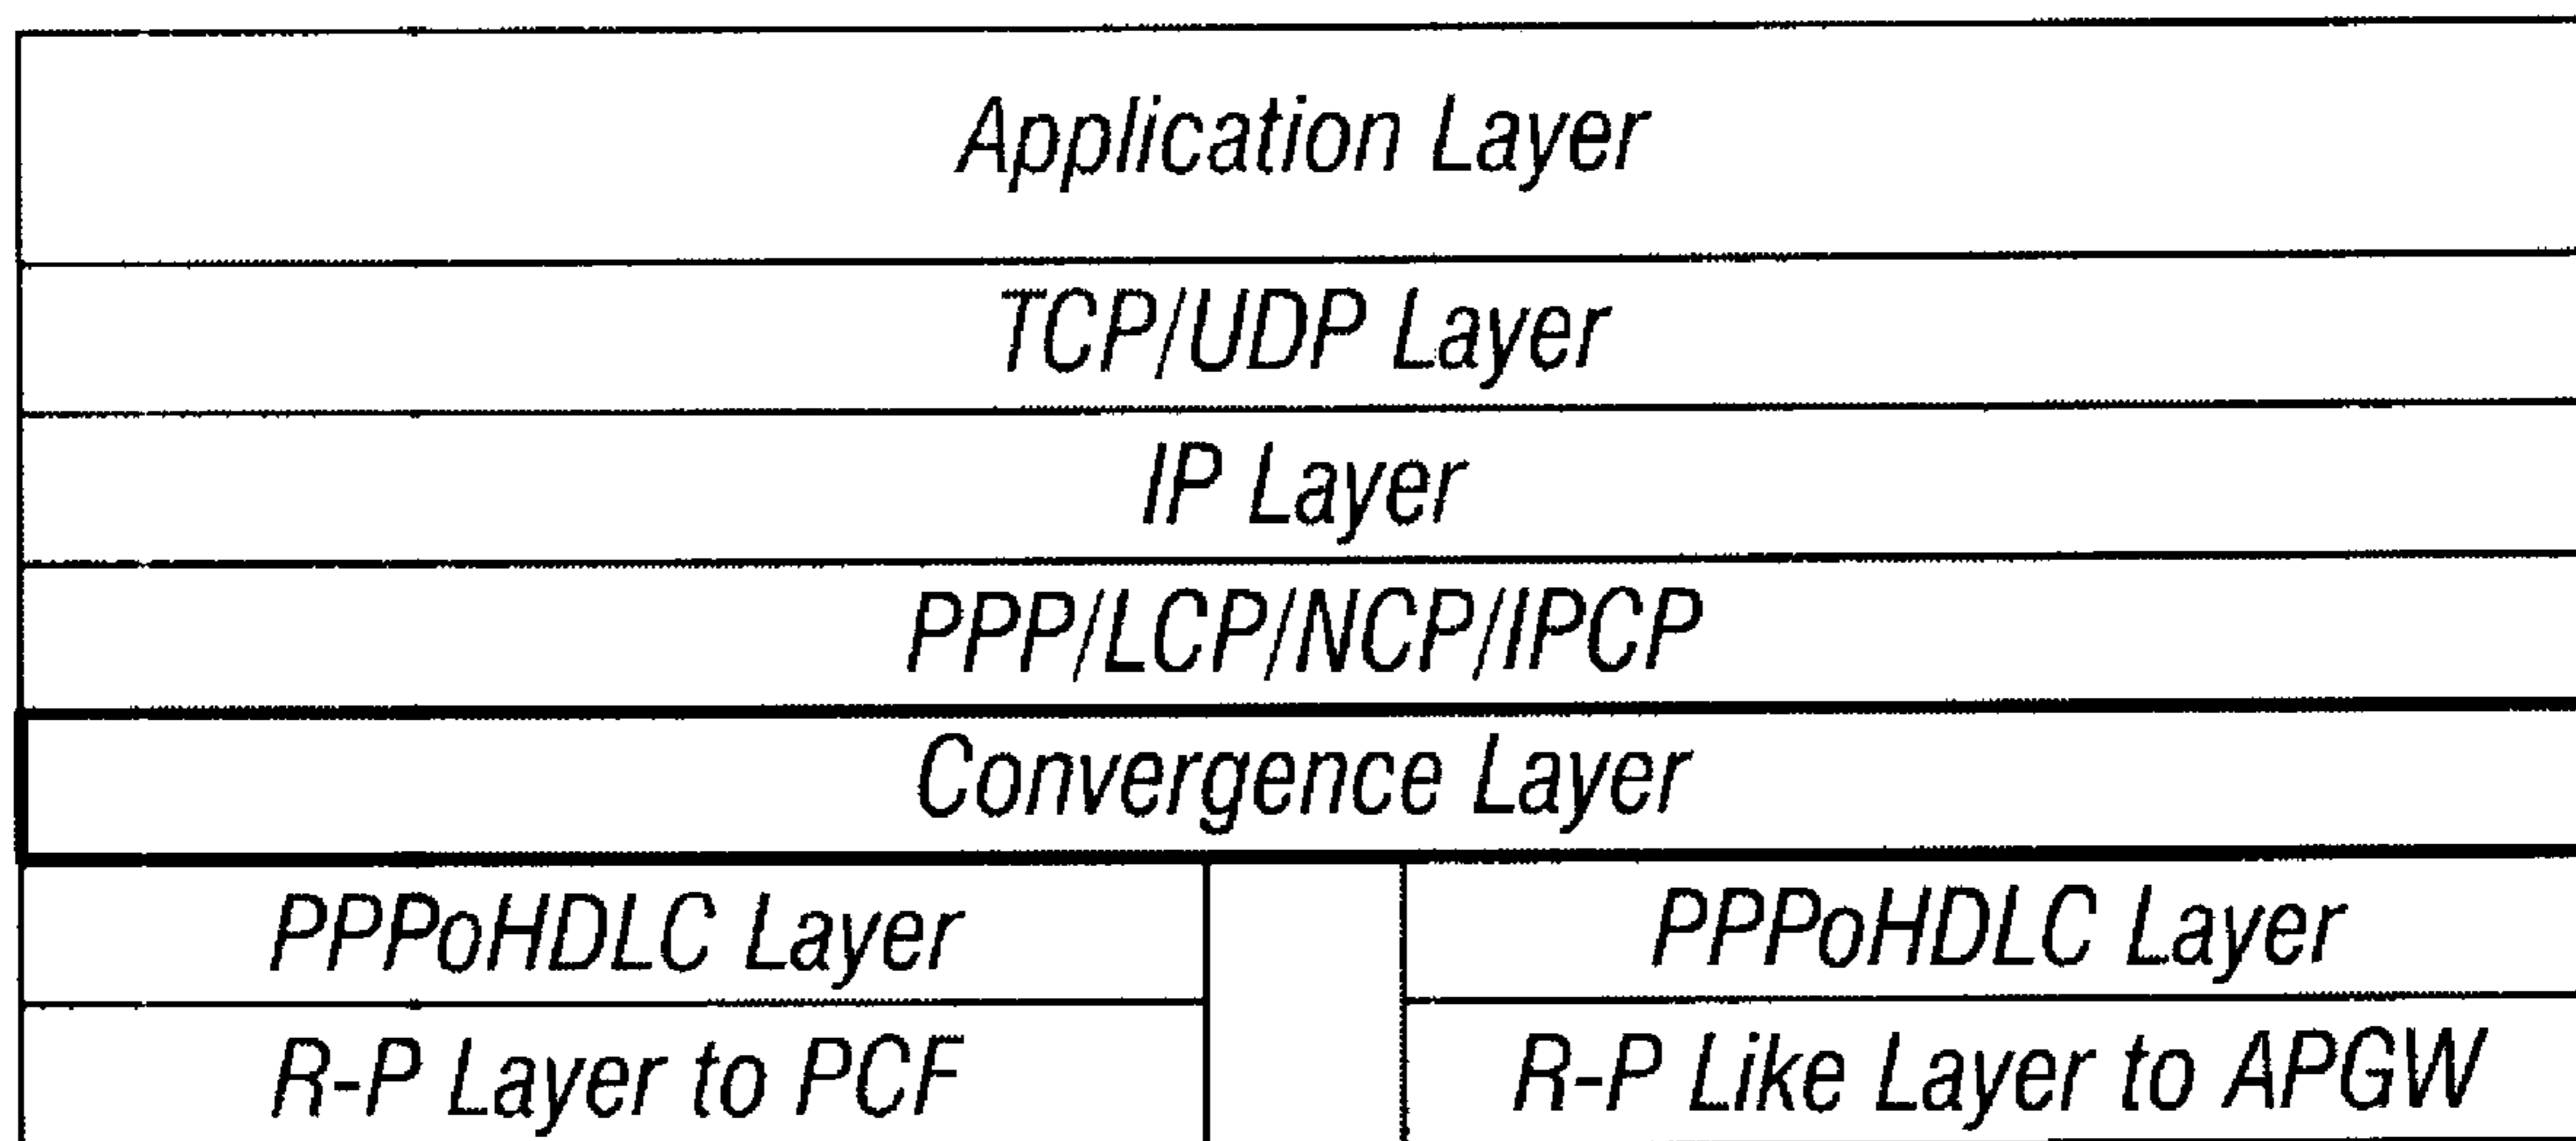 Application Layer
TCP/UDP Layer
IP Layer
PPP/LCP/NCP/IPCP
Convergence Layer
PPPoHDLC Layer
PPPoHDLC Layer
R-P Layer to PCF
R-P Like Layer to APGW